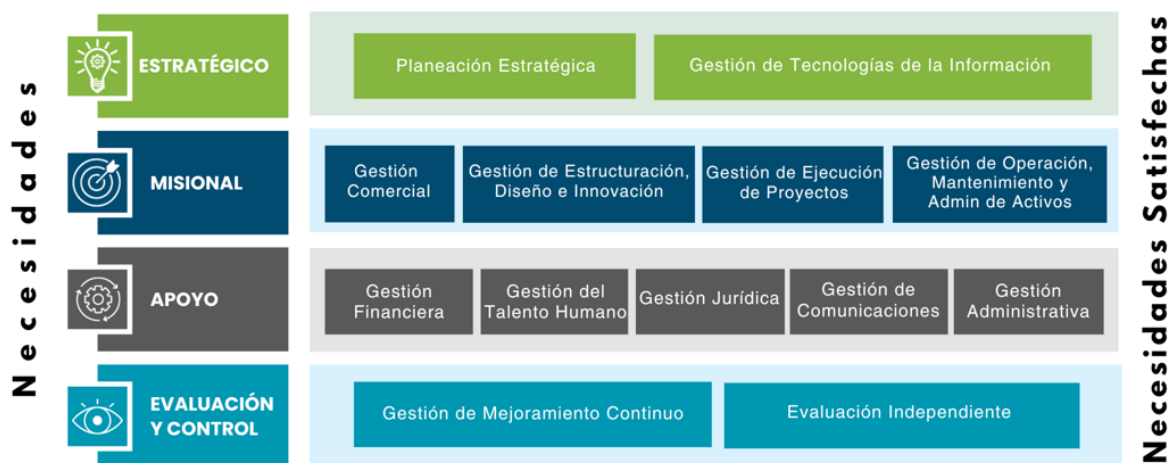 Necesidades
ESTRATÉGICO
Planeación Estratégica
Gestión de Tecnologías de la Información
MISIONAL
Gestión
Comercial
Gestión de Estructuración,
Diseño e Innovación
Gestión de Ejecución
de Proyectos
Gestión de Operación,
Mantenimiento y
Admin de Activos
APOYO
Gestión
Financiera
Gestión del
Talento Humano
Gestión Jurídica
Gestión de
Comunicaciones
Gestión
Administrativa
EVALUACIÓN
Y CONTROL
Gestión de Mejoramiento Continuo
Evaluación Independiente
Necesidades Satisfechas